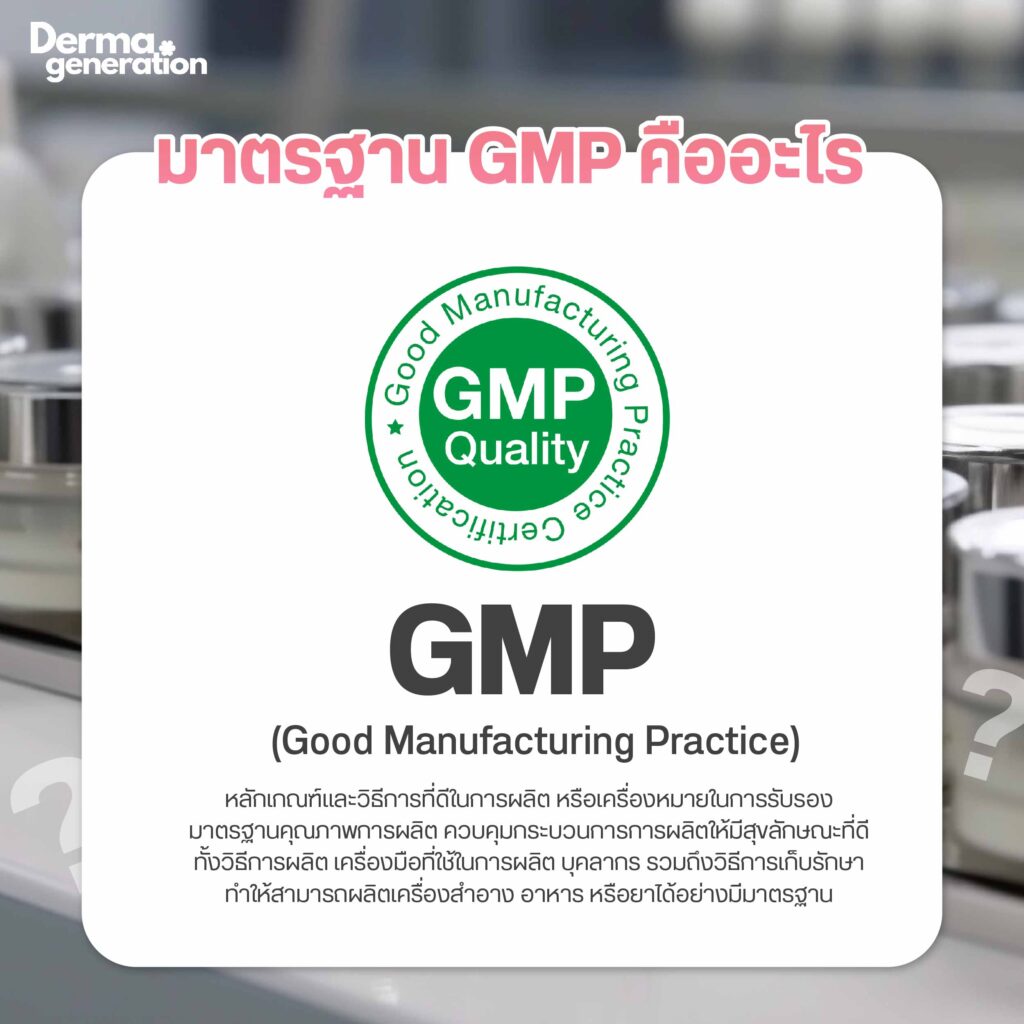 Derma
generation
มาตรฐาน GMP คืออะไร
Good Manufacturing Practice Certification
GMP
Quality
GMP
(Good Manufacturing Practice)
หลักเกณฑ์และวิธีการที่ดีในการผลิต หรือเครื่องหมายในการรับรอง
มาตรฐานคุณภาพการผลิต ควบคุมกระบวนการการผลิตให้มีสุขลักษณะที่ดี
ทั้งวิธีการผลิต เครื่องมือที่ใช้ในการผลิต บุคลากร รวมถึงวิธีการเก็บรักษา
ทำให้สามารถผลิตเครื่องสำอาง อาหาร หรือยาได้อย่างมีมาตรฐาน
?
?